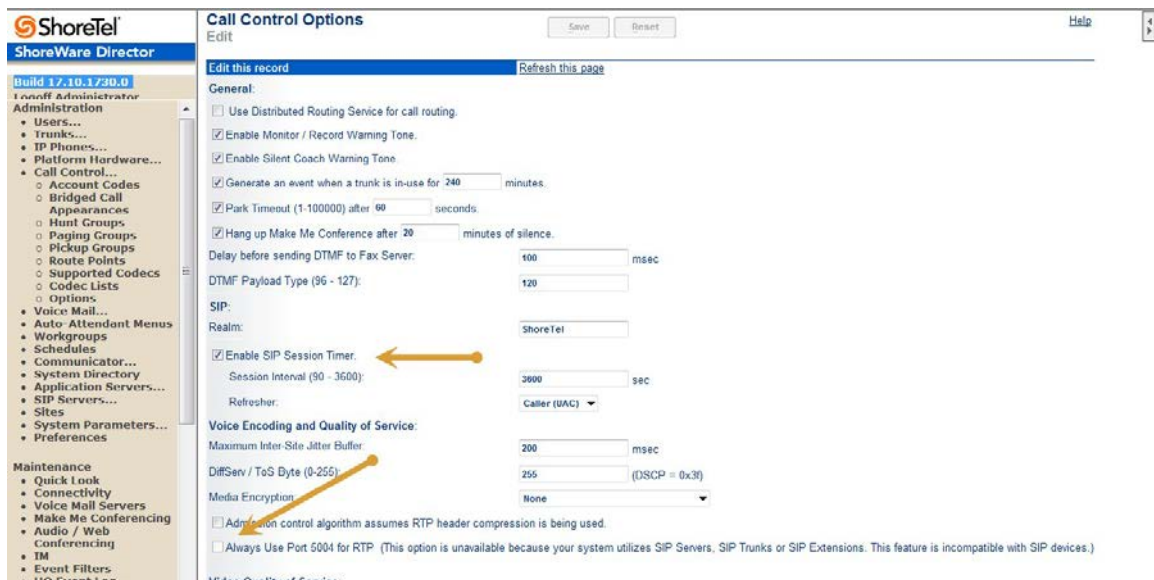 ShoreTel
ShoreWare Director
Build 17.10.1730.0
Logoff Administrator
Administration
Users...
Trunks...
IP Phones...
Platform Hardware...
Call Control...
Account Codes
Bridged Call
Appearances
Hunt Groups
Paging Groups
Pickup Groups
Route Points
Supported Codecs
Codec Lists
Options
Voice Mail...
Auto-Attendant Menus
Workgroups
Schedules
Communicator...
System Directory
Application Servers...
SIP Servers...
Sites
System Parameters...
Preferences
Maintenance
Quick Look
Connectivity
Voice Mail Servers
Make Me Conferencing
Audio / Web
Conferencing
IM
Event Filters
HQ Event Log
Call Control Options
Edit
Save Reset
Help
Edit this record Refresh this page
General:
Use Distributed Routing Service for call routing.
Enable Monitor / Record Warning Tone.
Enable Silent Coach Warning Tone.
Generate an event when a trunk is in-use for 240 minutes.
Park Timeout (1-100000) after 60 seconds.
Hang up Make Me Conference after 20 minutes of silence.
Delay before sending DTMF to Fax Server: 100 msec
DTMF Payload Type (96 - 127): 120
SIP:
Realm: ShoreTel
Enable SIP Session Timer.
Session Interval (90 - 3600): 3600 sec
Refresher: Caller (UAC)
Voice Encoding and Quality of Service:
Maximum Inter-Site Jitter Buffer: 200 msec
DiffServ / ToS Byte (0-255): 255 (DSCP = 0x3f)
Media Encryption: None
Admission control algorithm assumes RTP header compression is being used.
Always Use Port 5004 for RTP (This option is unavailable because your system utilizes SIP Servers, SIP Trunks or SIP Extensions. This feature is incompatible with SIP devices.)
Video Quality of Service: